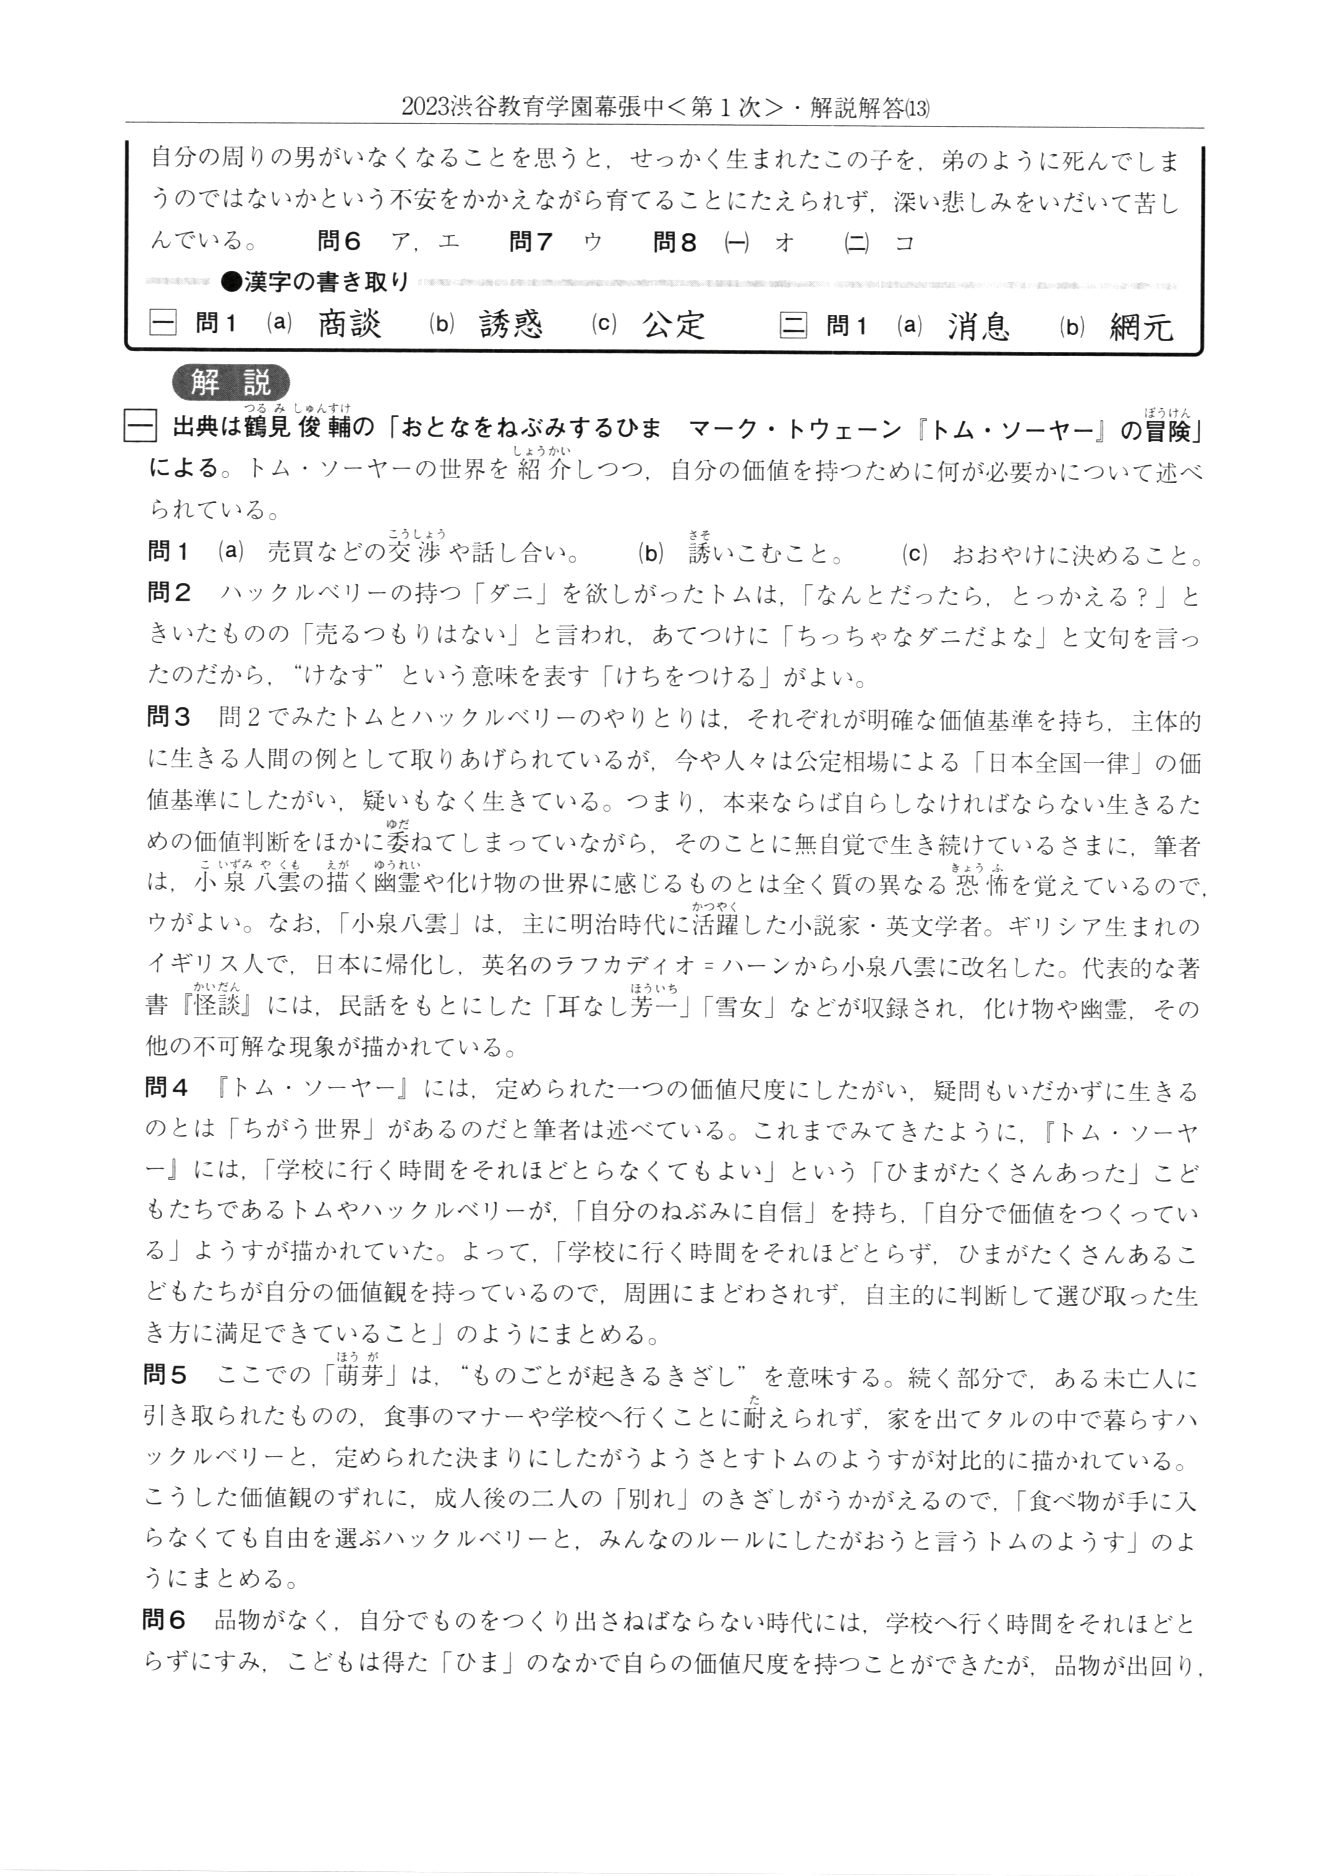 2023渋谷教育学園幕張中＜第１次＞・解説解答⒀
自分の周りの男がいなくなることを思うと，せっかく生まれたこの子を，弟のように死んでしま
うのではないかという不安をかかえながら育てることにたえられず，深い悲しみをいだいて苦し
んでいる。　問６　ア，エ　問７　ウ　問８　㈠　オ　㈡　コ
●漢字の書き取り
一　問１　(a)　商談　(b)　誘惑　(c)　公定　二　問１　(a)　消息　(b)　網元
解説
一　出典は鶴見俊輔の「おとなをねぶみするひま　マーク・トウェーン『トム・ソーヤー』の冒険」
による。トム・ソーヤーの世界を紹介しつつ，自分の価値を持つために何が必要かについて述べ
られている。
問１　(a)　売買などの交渉や話し合い。　(b)　誘いこむこと。　(c)　おおやけに決めること。
問２　ハックルベリーの持つ「ダニ」を欲しがったトムは，「なんとだったら，とっかえる？」と
きいたものの「売るつもりはない」と言われ，あてつけに「ちっちゃなダニだよな」と文句を言っ
たのだから，“けなす”という意味を表す「けちをつける」がよい。
問３　問２でみたトムとハックルベリーのやりとりは，それぞれが明確な価値基準を持ち，主体的
に生きる人間の例として取りあげられているが，今や人々は公定相場による「日本全国一律」の価
値基準にしたがい，疑いもなく生きている。つまり，本来ならば自らしなければならない生きるた
めの価値判断をほかに委ねてしまっていながら，そのことに無自覚で生き続けているさまに，筆者
は，小泉八雲の描く幽霊や化け物の世界に感じるものとは全く質の異なる恐怖を覚えているので，
ウがよい。なお，「小泉八雲」は，主に明治時代に活躍した小説家・英文学者。ギリシア生まれの
イギリス人で，日本に帰化し，英名のラフカディオ＝ハーンから小泉八雲に改名した。代表的な著
書『怪談』には，民話をもとにした「耳なし芳一」「雪女」などが収録され，化け物や幽霊，その
他の不可解な現象が描かれている。
問４　『トム・ソーヤー』には，定められた一つの価値尺度にしたがい，疑問もいだかずに生きる
のとは「ちがう世界」があるのだと筆者は述べている。これまでみてきたように，『トム・ソーヤ
ー』には，「学校に行く時間をそれほどとらなくてもよい」という「ひまがたくさんあった」こど
もたちであるトムやハックルベリーが，「自分のねぶみに自信」を持ち，「自分で価値をつくってい
る」ようすが描かれていた。よって，「学校に行く時間をそれほどとらず，ひまがたくさんあるこ
どもたちが自分の価値観を持っているので，周囲にまどわされず，自主的に判断して選び取った生
き方に満足できていること」のようにまとめる。
問５　ここでの「萌芽」は，“ものごとが起きるきざし”を意味する。続く部分で，ある未亡人に
引き取られたものの，食事のマナーや学校へ行くことに耐えられず，家を出てタルの中で暮らすハ
ックルベリーと，定められた決まりにしたがうようさとすトムのようすが対比的に描かれている。
こうした価値観のずれに，成人後の二人の「別れ」のきざしがうかがえるので，「食べ物が手に入
らなくても自由を選ぶハックルベリーと，みんなのルールにしたがおうと言うトムのようす」のよ
うにまとめる。
問６　品物がなく，自分でものをつくり出さねばならない時代には，学校へ行く時間をそれほどと
らずにすみ，こどもは得た「ひま」のなかで自らの価値尺度を持つことができたが，品物が出回り，